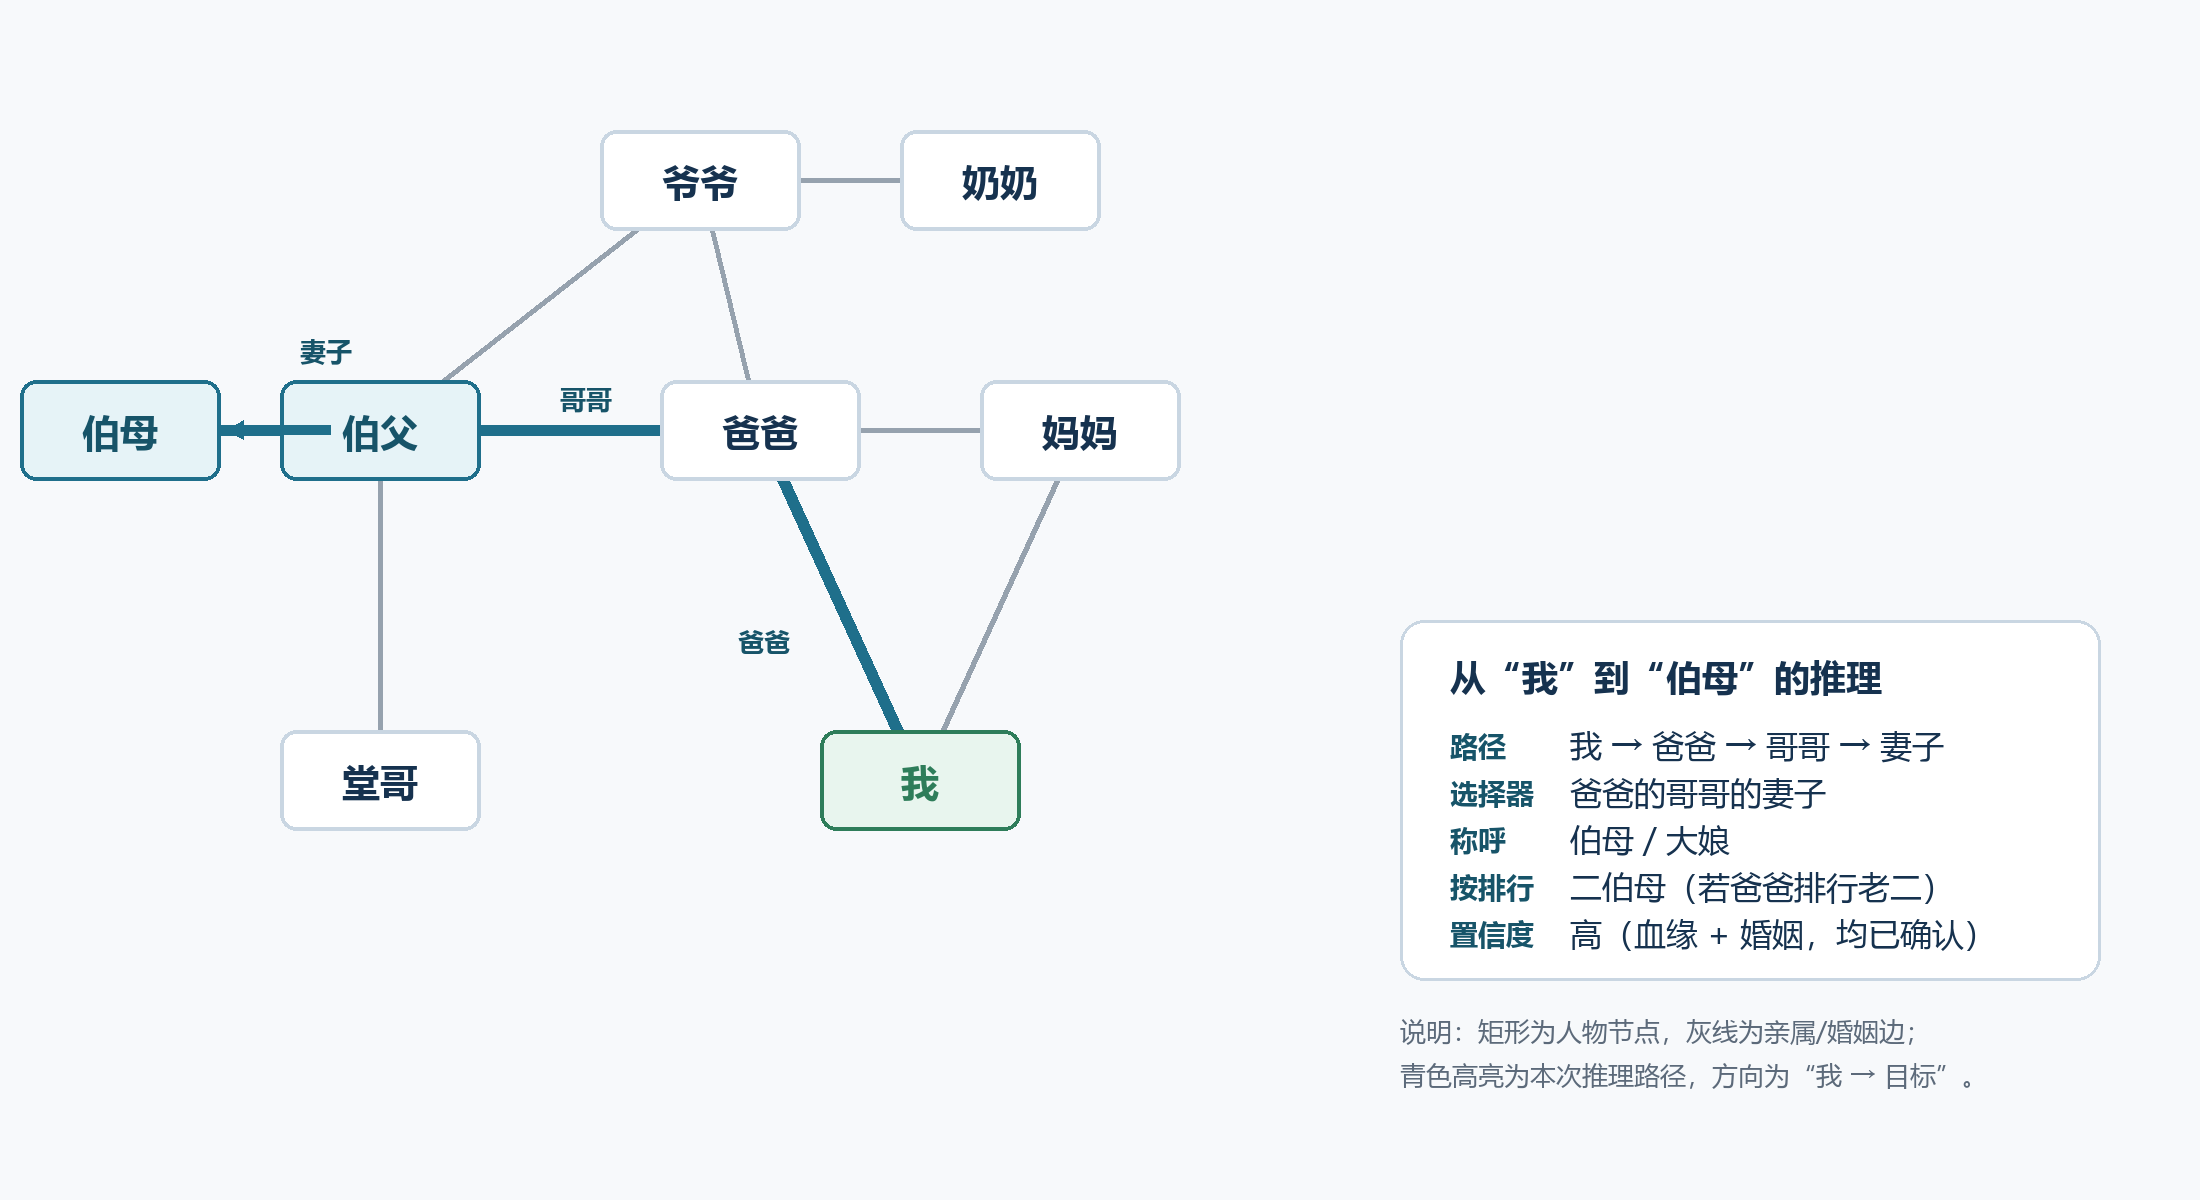 爷爷
奶奶
妻子
哥哥
伯母
伯父
爸爸
妈妈
爸爸
堂哥
我
从“我”到“伯母”的推理
路径 我 → 爸爸 → 哥哥 → 妻子
选择器 爸爸的哥哥的妻子
称呼 伯母 / 大娘
按排行 二伯母（若爸爸排行老二）
置信度 高（血缘 + 婚姻，均已确认）
说明：矩形为人物节点，灰线为亲属/婚姻边；
青色高亮为本次推理路径，方向为“我 → 目标”。